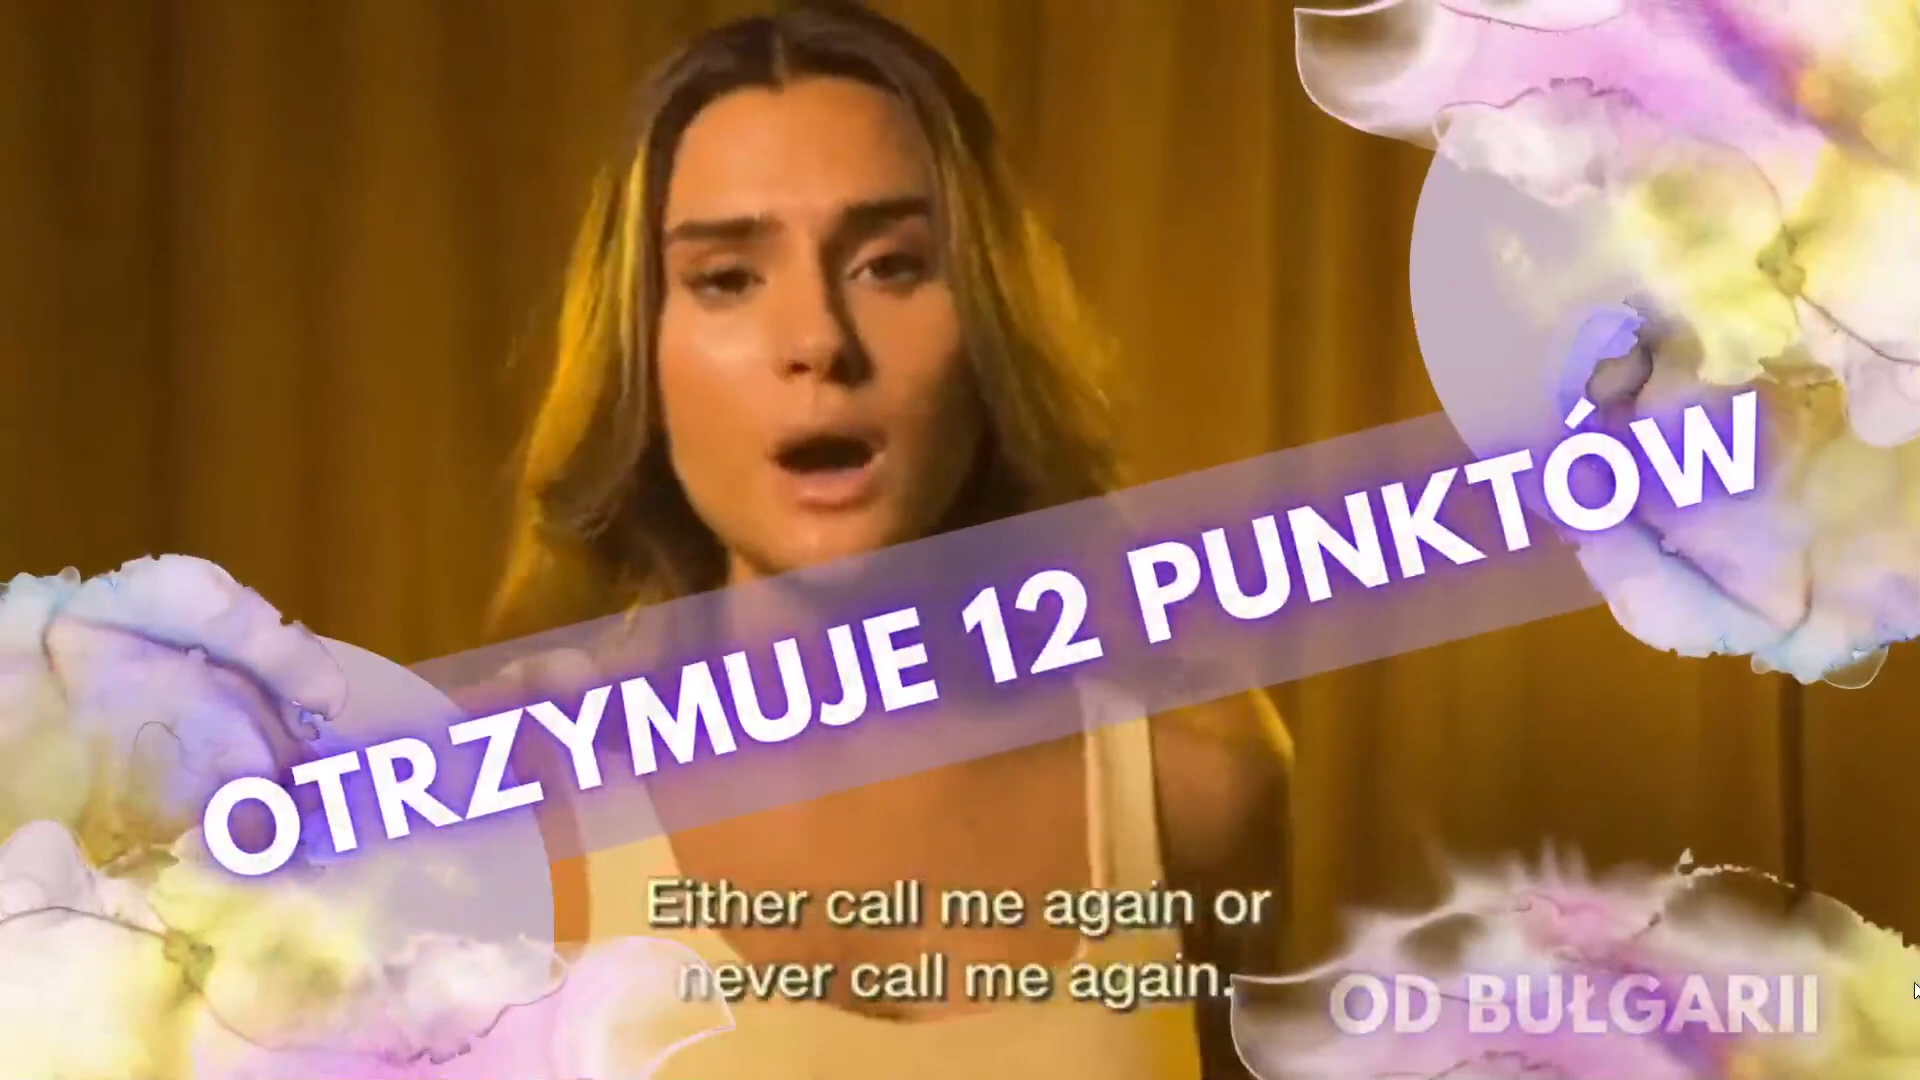 OTRZYMUJE 12 PUNKTÓW
Either call me again or
never call me again.
OD BUŁGARII